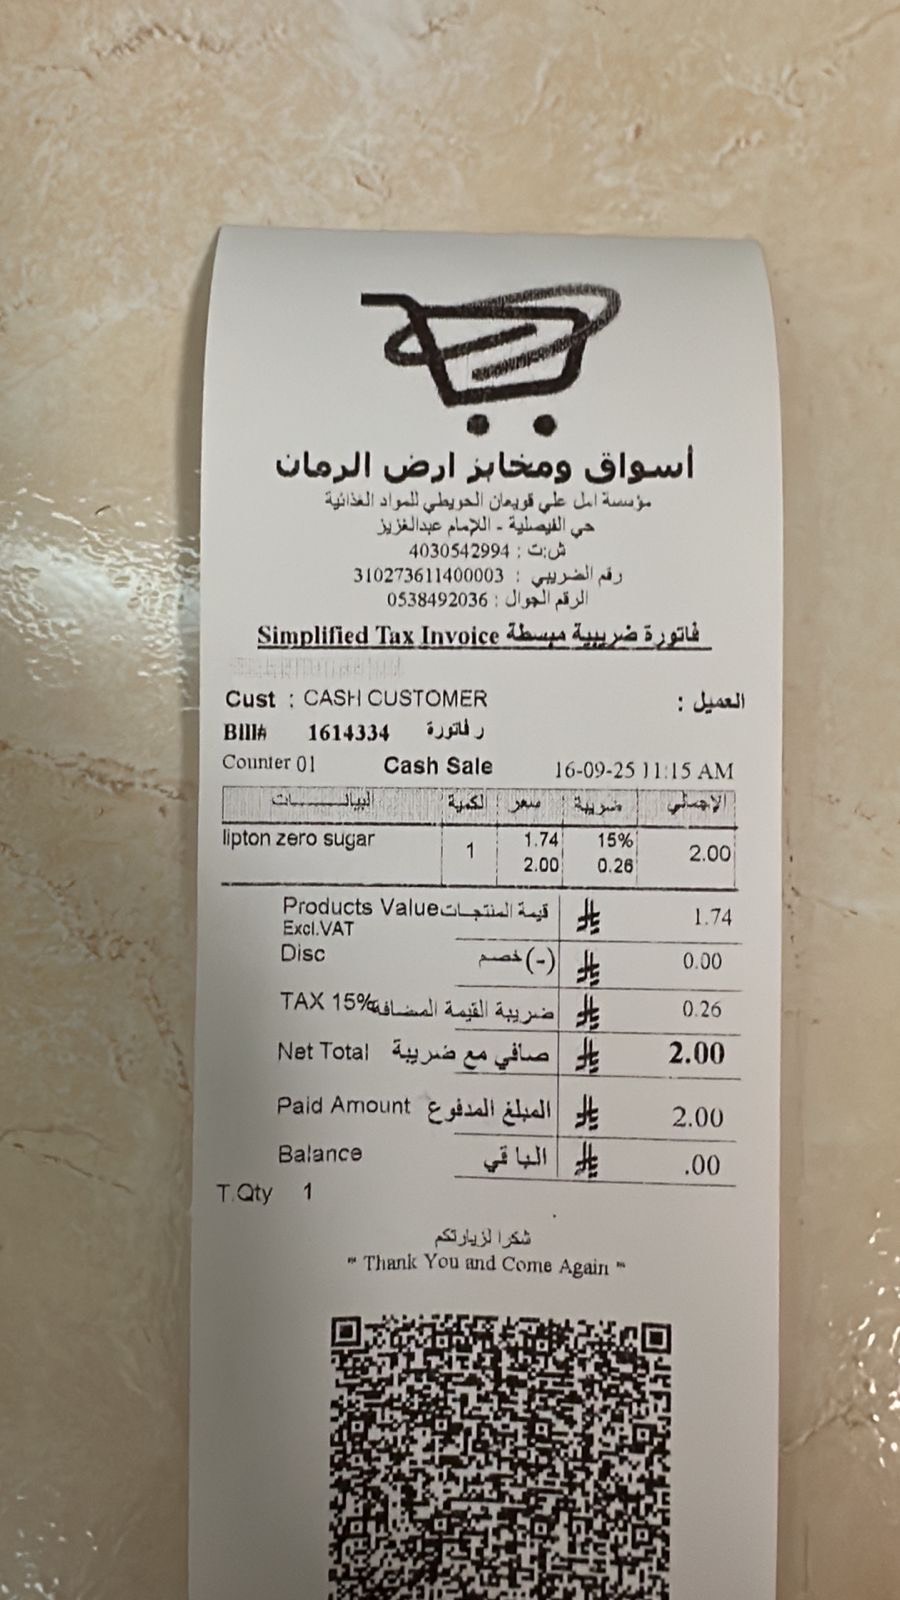 أسواق ومخابز ارض الرمان
مؤسسة امل علي قويعان الحويطي للمواد الغذائية
حي الفيصلية - اللإمام عبدالعزيز
ش:ت : 4030542994
رقم الضريبي : 310273611400003
الرقم الجوال : 0538492036
Simplified Tax Invoice فاتورة ضريبية مبسطة
Cust : CASH CUSTOMER العميل :
Bill# 1614334 ر فاتورة
Counter 01 Cash Sale 16-09-25 11:15 AM
البيانـــــــات الكمية سعر ضريبة الإجمالي
lipton zero sugar 1 1.74 15% 2.00
2.00 0.26
Products Value قيمة المنتجات 1.74
Excl.VAT
Disc (-) خصم 0.00
TAX 15% ضريبة القيمة المضافة 0.26
Net Total صافي مع ضريبة 2.00
Paid Amount المبلغ المدفوع 2.00
Balance الباقي .00
T.Qty 1
شكرا لزيارتكم
" Thank You and Come Again "